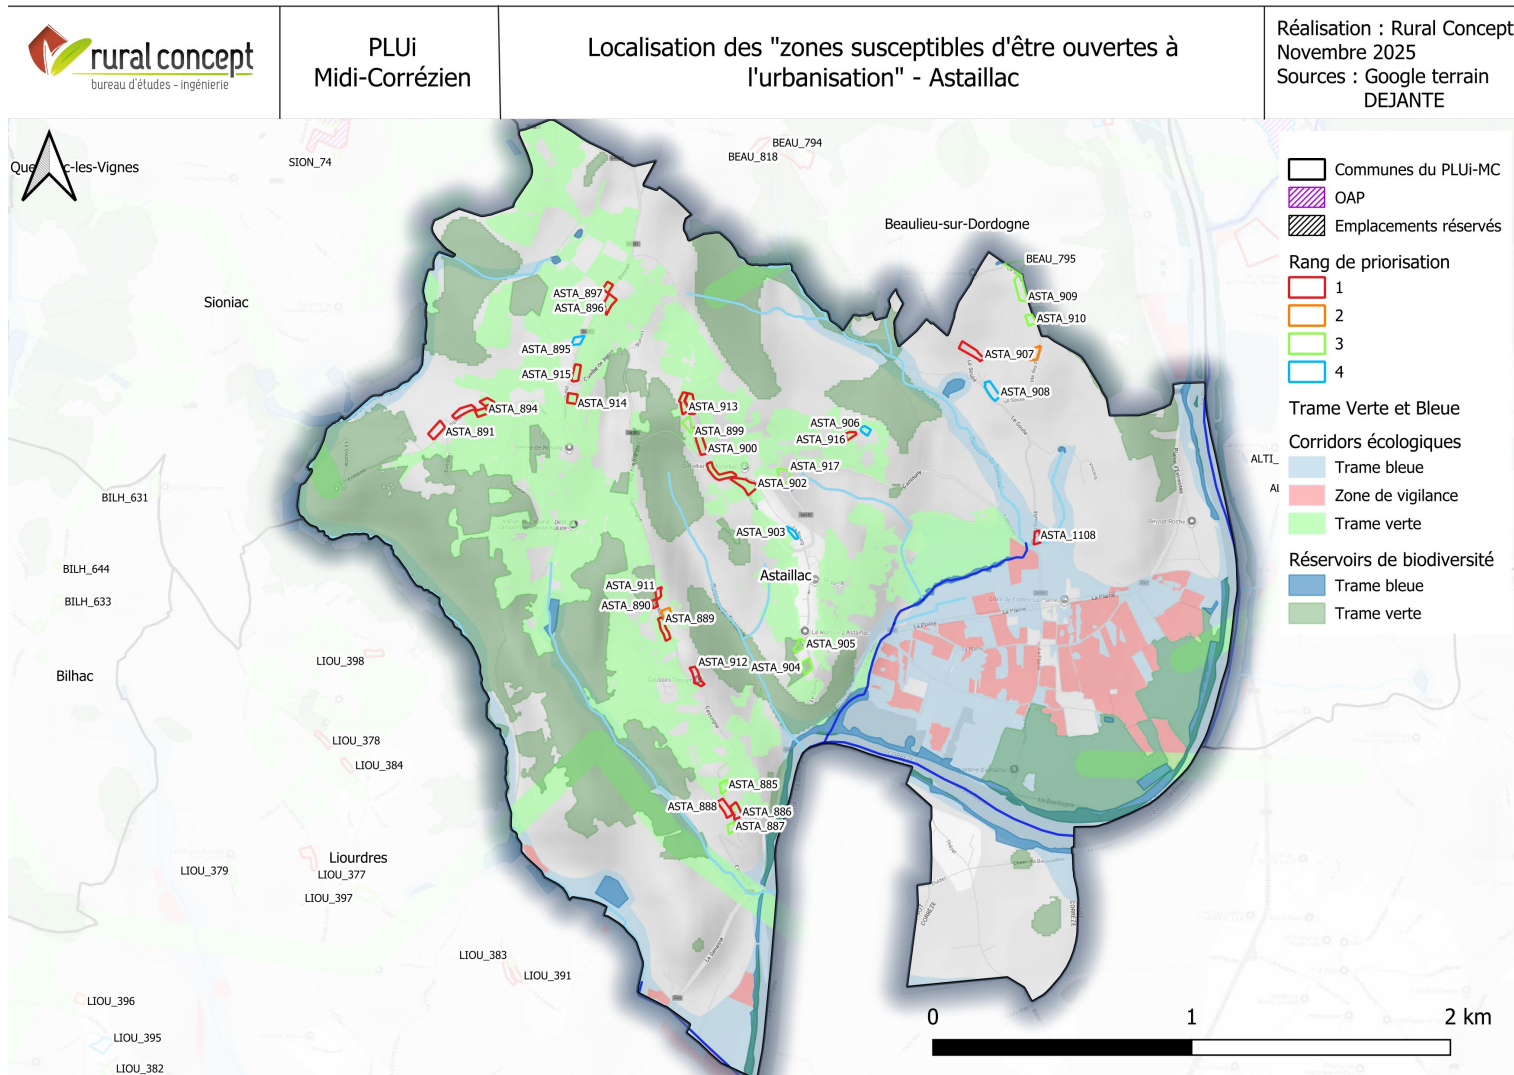 rural concept
bureau d'études - ingénierie
PLUi
Midi-Corrézien
Localisation des "zones susceptibles d'être ouvertes à
l'urbanisation" - Astaillac
Réalisation : Rural Concept
Novembre 2025
Sources : Google terrain
DEJANTE
Communes du PLUi-MC
OAP
Emplacements réservés
Rang de priorisation
1
2
3
4
Trame Verte et Bleue
Corridors écologiques
Trame bleue
Zone de vigilance
Trame verte
Réservoirs de biodiversité
Trame bleue
Trame verte
c-les-Vignes
SION_74
BEAU_794
BEAU_818
Beaulieu-sur-Dordogne
BEAU_795
Sioniac
ASTA_897
ASTA_896
ASTA_909
ASTA_910
ASTA_895
ASTA_907
ASTA_915
ASTA_908
ASTA_914
ASTA_894
ASTA_913
ASTA_891
ASTA_899
ASTA_906
ASTA_916
ASTA_900
ASTA_917
ALTI_
ASTA_902
BILH_631
ASTA_903
ASTA_1108
BILH_644
Astaillac
ASTA_911
BILH_633
ASTA_890
ASTA_889
La Plaine
La Plaine
ASTA_905
LIOU_398
ASTA_912
ASTA_904
Bilhac
LIOU_378
LIOU_384
ASTA_885
ASTA_888
ASTA_886
ASTA_887
Liourdres
LIOU_379
LIOU_377
LIOU_397
CORRÈZE
LIOU_383
LIOU_391
LIOU_396
LIOU_395
LIOU_382
0
1
2 km